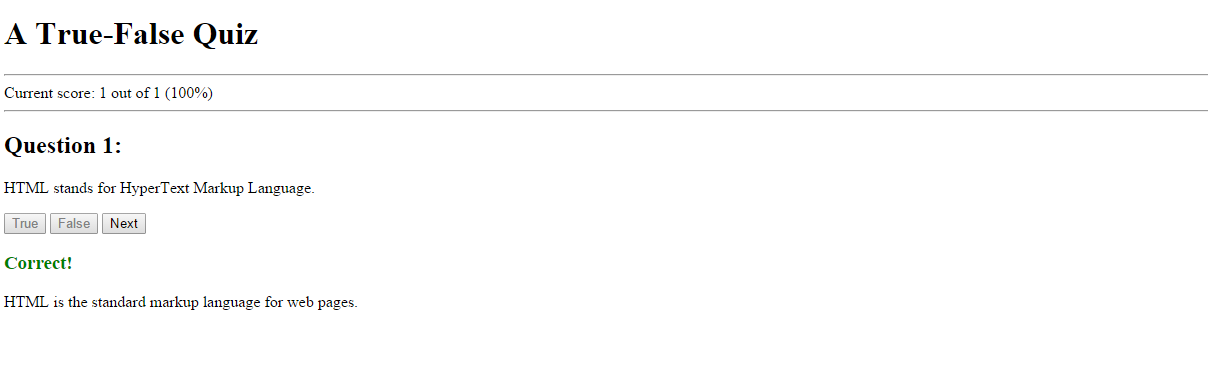 A True-False Quiz
Current score: 1 out of 1 (100%)
Question 1:
HTML stands for HyperText Markup Language.
True False Next
Correct!
HTML is the standard markup language for web pages.